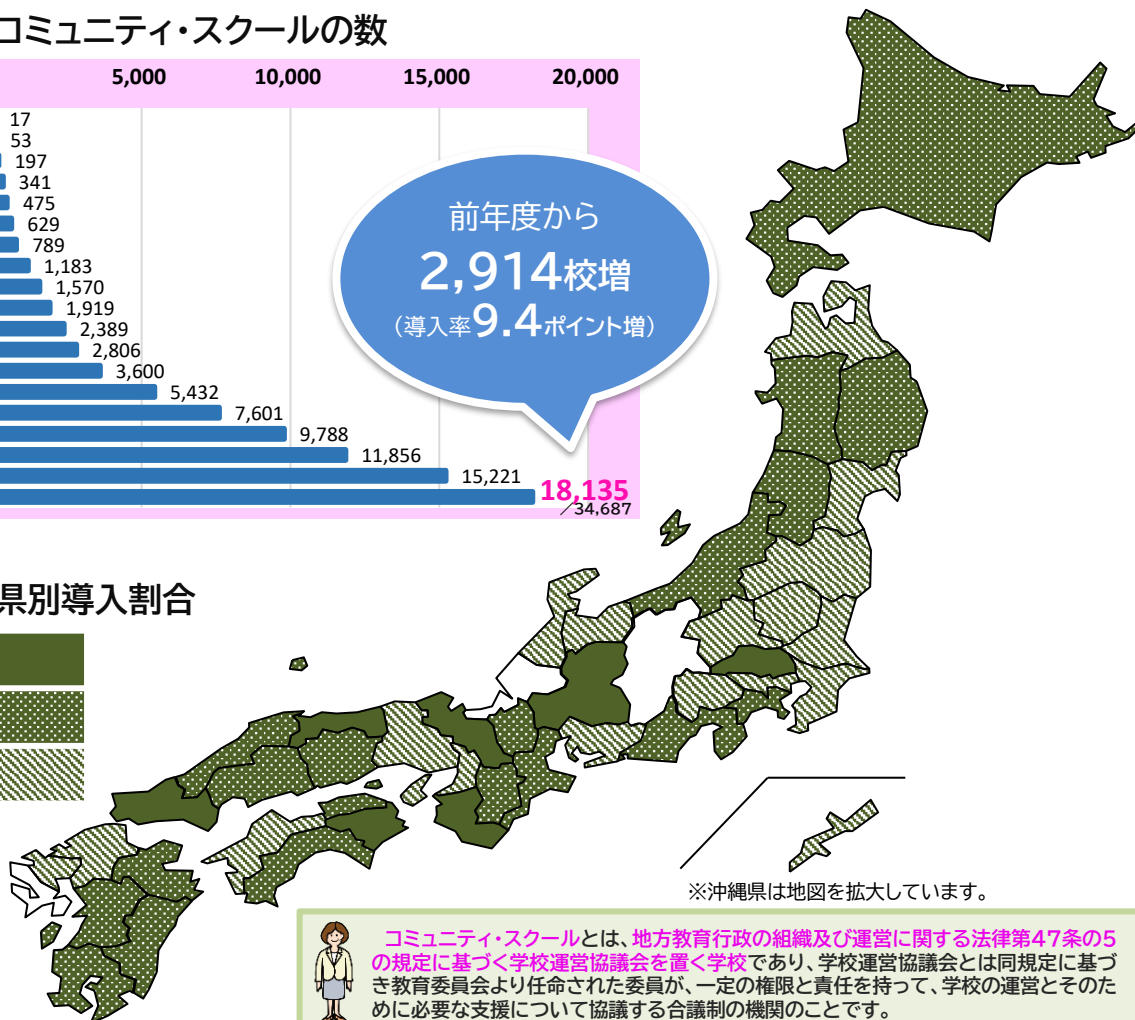 コミュニティ・スクールの数
5,000 10,000 15,000 20,000
17
53
197
341
475
629
789
1,183
1,570
1,919
2,389
2,806
3,600
5,432
7,601
9,788
11,856
15,221
18,135
／34,687
前年度から
2,914校増
（導入率9.4ポイント増）
県別導入割合
※沖縄県は地図を拡大しています。
コミュニティ・スクールとは、地方教育行政の組織及び運営に関する法律第47条の5
の規定に基づく学校運営協議会を置く学校であり、学校運営協議会とは同規定に基づ
き教育委員会より任命された委員が、一定の権限と責任を持って、学校の運営とそのた
めに必要な支援について協議する合議制の機関のことです。